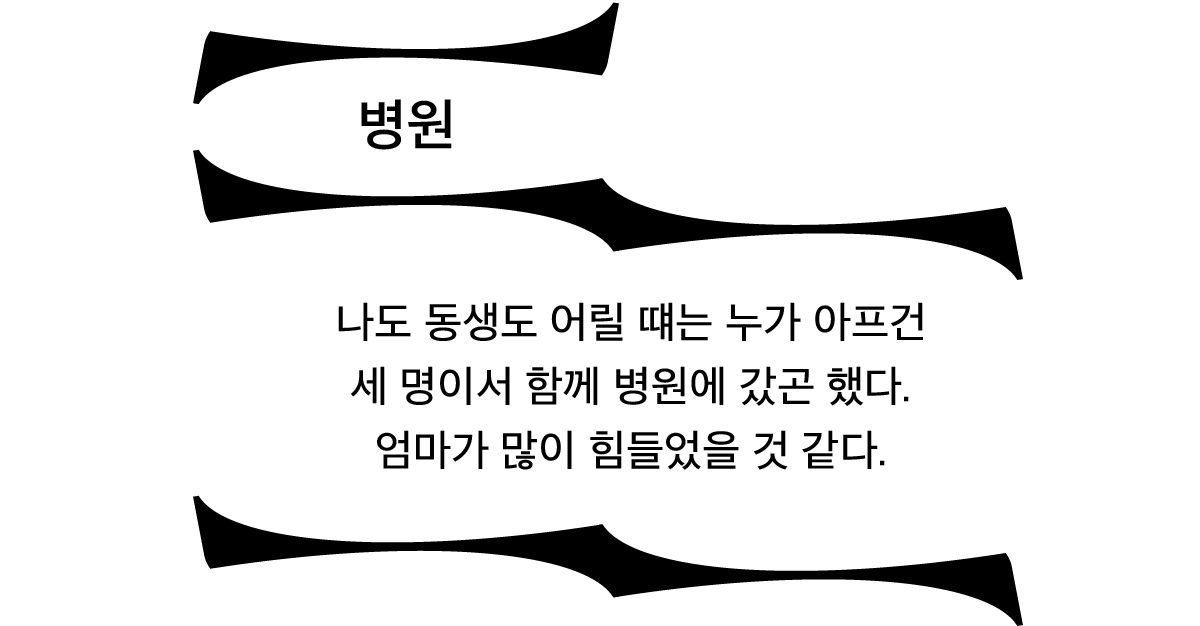 병원
나도 동생도 어릴 떄는 누가 아프건
세 명이서 함께 병원에 갔곤 했다.
엄마가 많이 힘들었을 것 같다.